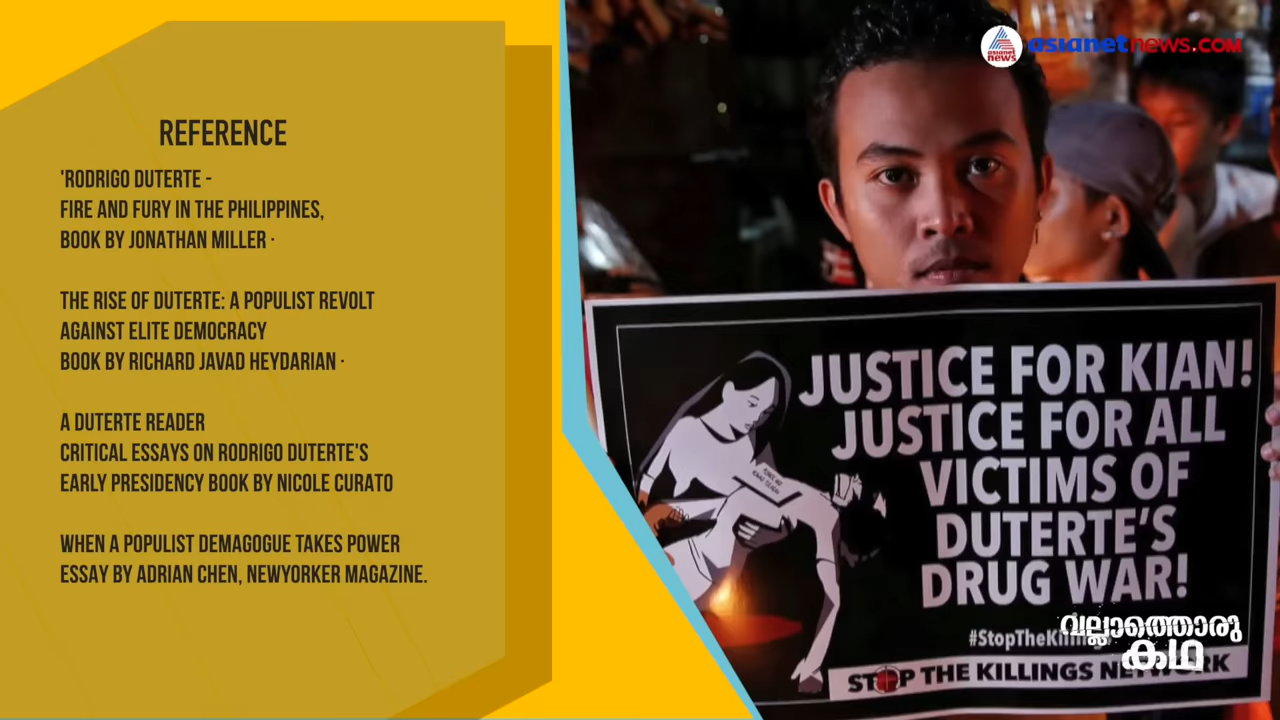 REFERENCE
'RODRIGO DUTERTE -
FIRE AND FURY IN THE PHILIPPINES,
BOOK BY JONATHAN MILLER ·
THE RISE OF DUTERTE: A POPULIST REVOLT
AGAINST ELITE DEMOCRACY
BOOK BY RICHARD JAVAD HEYDARIAN ·
A DUTERTE READER
CRITICAL ESSAYS ON RODRIGO DUTERTE'S
EARLY PRESIDENCY BOOK BY NICOLE CURATO
WHEN A POPULIST DEMAGOGUE TAKES POWER
ESSAY BY ADRIAN CHEN, NEWYORKER MAGAZINE.
asianet news
asianetnews.com
JUSTICE FOR KIAN!
JUSTICE FOR ALL
VICTIMS OF
DUTERTE'S
DRUG WAR!
#StopTheKillings
STOP THE KILLINGS NETWORK
വല്ലാത്തൊരു
കഥ